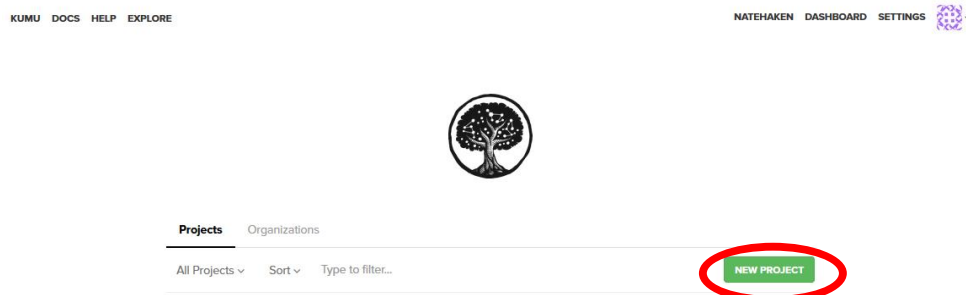 KUMU DOCS HELP EXPLORE
NATEHAKEN DASHBOARD SETTINGS
Projects Organizations
All Projects Sort Type to filter...
NEW PROJECT